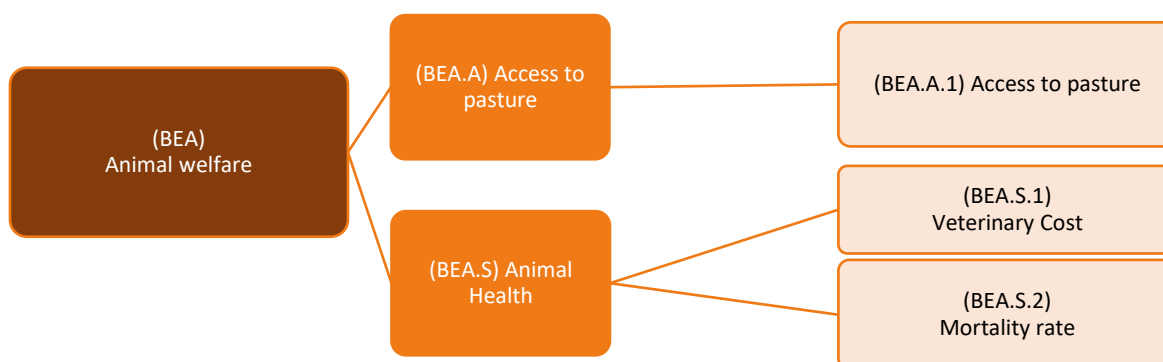 (BEA)
Animal welfare
(BEA.A) Access to
pasture
(BEA.A.1) Access to pasture
(BEA.S) Animal
Health
(BEA.S.1)
Veterinary Cost
(BEA.S.2)
Mortality rate